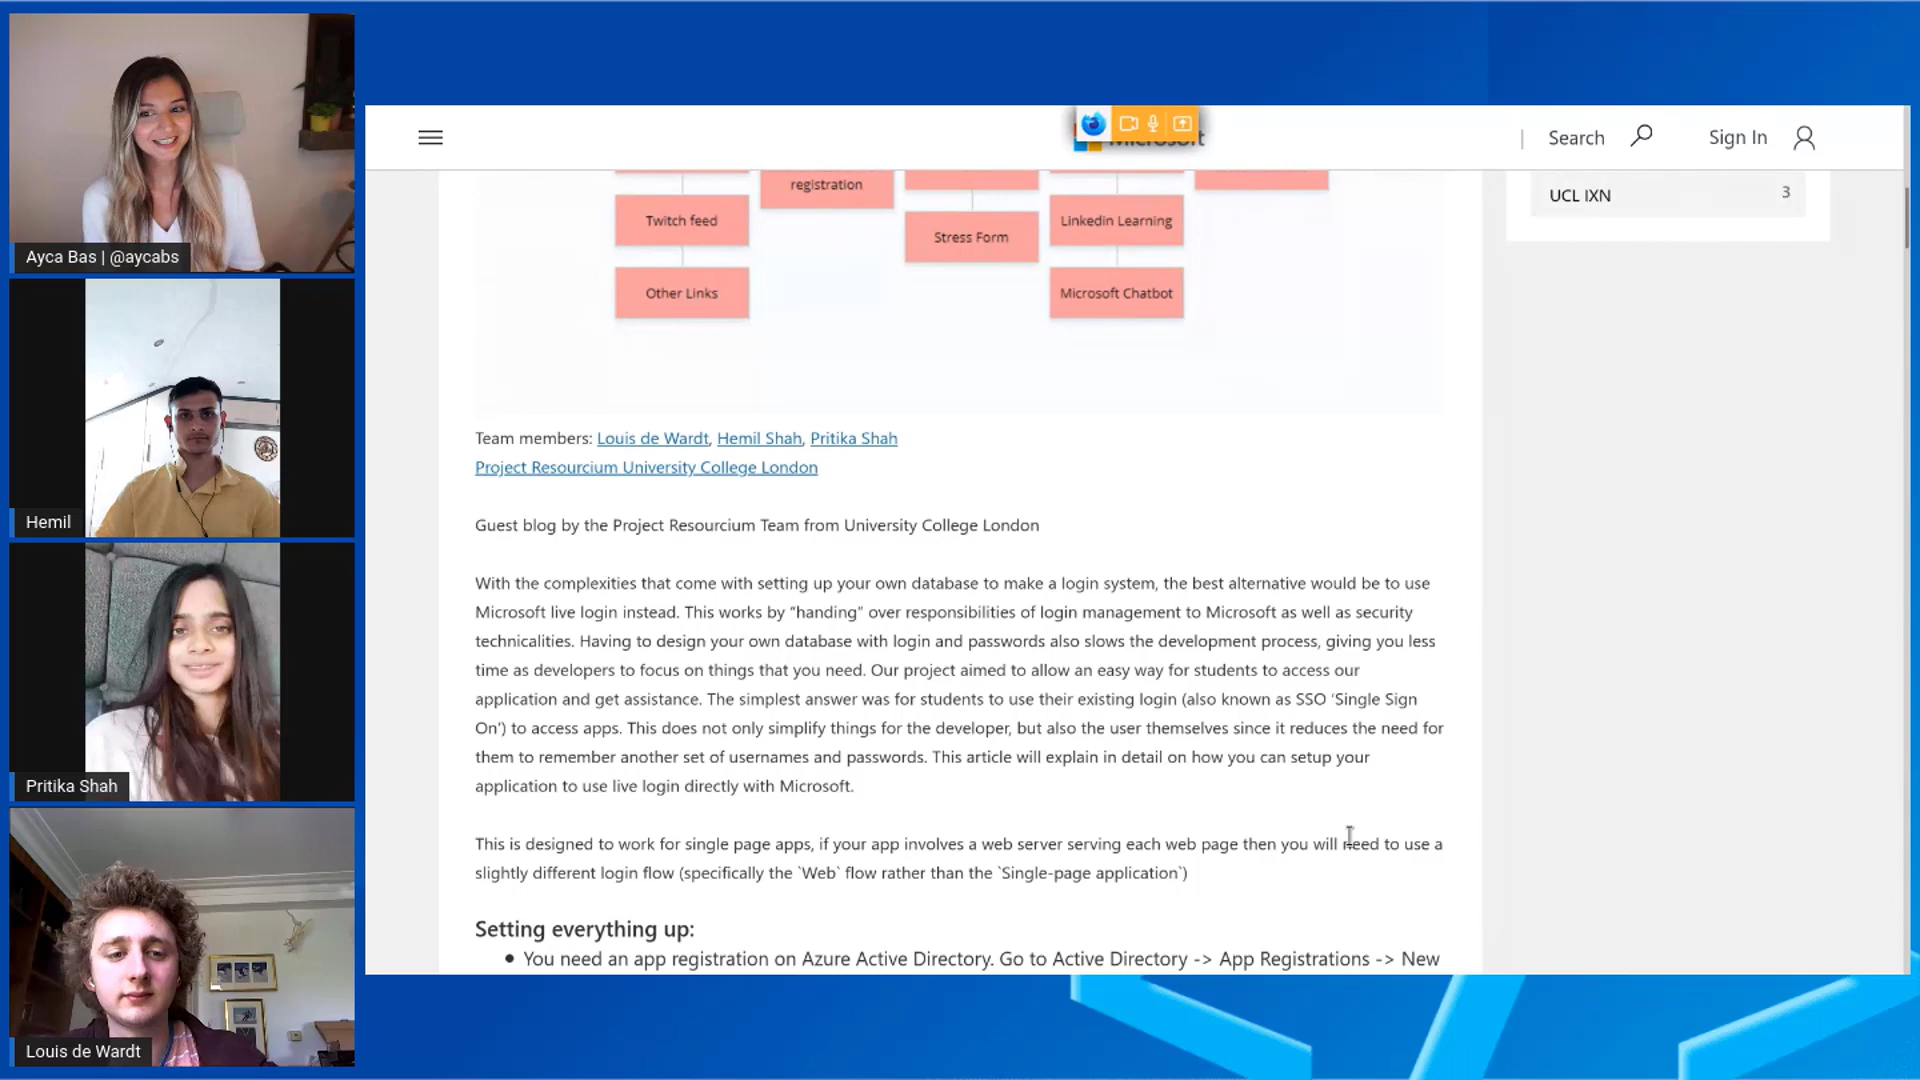 Ayca Bas | @aycabs
Hemil
Pritika Shah
Louis de Wardt
Microsoft
Search
Sign In
registration
Twitch feed
Stress Form
Linkedin Learning
Other Links
Microsoft Chatbot
UCL IXN
3
Team members: Louis de Wardt, Hemil Shah, Pritika Shah
Project Resourcium University College London
Guest blog by the Project Resourcium Team from University College London
With the complexities that come with setting up your own database to make a login system, the best alternative would be to use
Microsoft live login instead. This works by “handing” over responsibilities of login management to Microsoft as well as security
technicalities. Having to design your own database with login and passwords also slows the development process, giving you less
time as developers to focus on things that you need. Our project aimed to allow an easy way for students to access our
application and get assistance. The simplest answer was for students to use their existing login (also known as SSO ‘Single Sign
On’) to access apps. This does not only simplify things for the developer, but also the user themselves since it reduces the need for
them to remember another set of usernames and passwords. This article will explain in detail on how you can setup your
application to use live login directly with Microsoft.
This is designed to work for single page apps, if your app involves a web server serving each web page then you will need to use a
slightly different login flow (specifically the `Web` flow rather than the `Single-page application`)
Setting everything up:
• You need an app registration on Azure Active Directory. Go to Active Directory -> App Registrations -> New